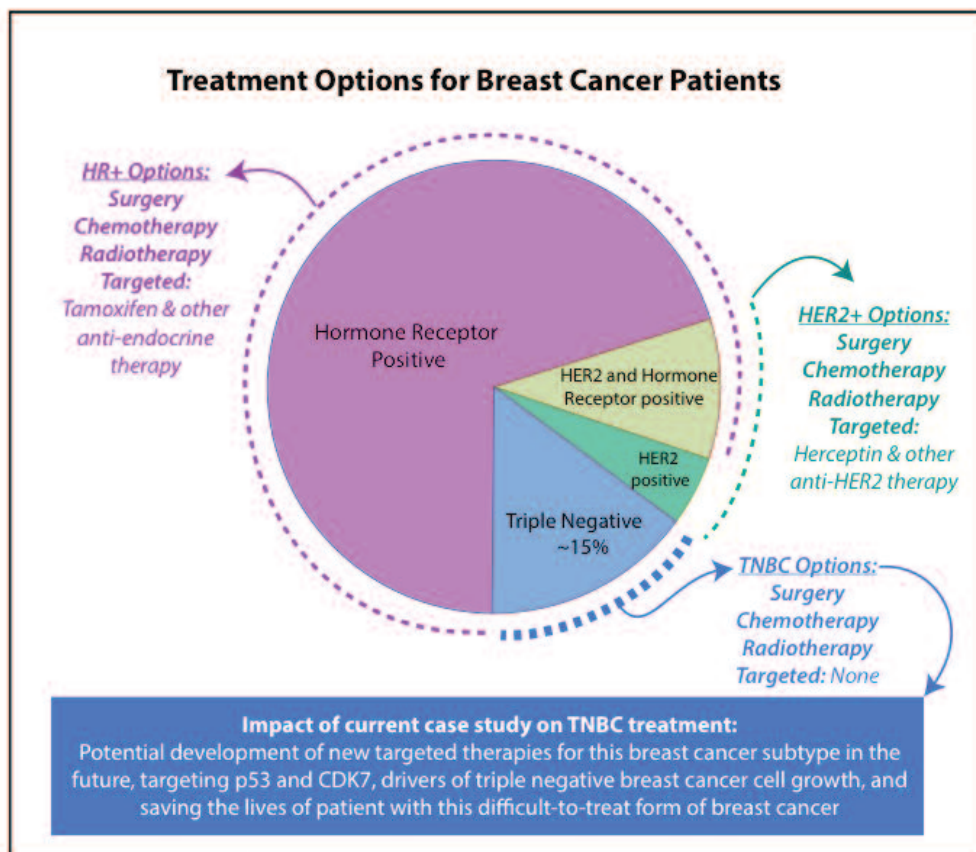 Treatment Options for Breast Cancer Patients
HR+ Options:
Surgery
Chemotherapy
Radiotherapy
Targeted:
Tamoxifen & other
anti-endocrine
therapy
Hormone Receptor
Positive
HER2 and Hormone
Receptor positive
HER2
positive
Triple Negative
~15%
HER2+ Options:
Surgery
Chemotherapy
Radiotherapy
Targeted:
Herceptin & other
anti-HER2 therapy
TNBC Options:
Surgery
Chemotherapy
Radiotherapy
Targeted: None
Impact of current case study on TNBC treatment:
Potential development of new targeted therapies for this breast cancer subtype in the
future, targeting p53 and CDK7, drivers of triple negative breast cancer cell growth, and
saving the lives of patient with this difficult-to-treat form of breast cancer